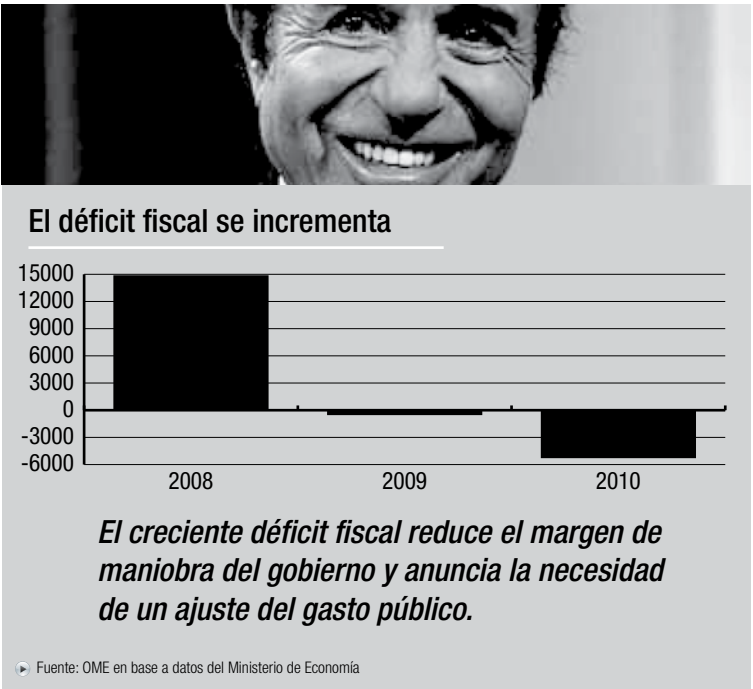 El déficit fiscal se incrementa
15000
12000
9000
6000
3000
0
-3000
-6000
2008 2009 2010
El creciente déficit fiscal reduce el margen de
maniobra del gobierno y anuncia la necesidad
de un ajuste del gasto público.
Fuente: OME en base a datos del Ministerio de Economía